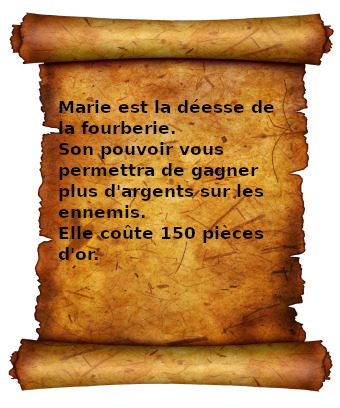 Marie est la déesse de
la fourberie.
Son pouvoir vous
permettra de gagner
plus d'argents sur les
ennemis.
Elle coûte 150 pièces
d'or.